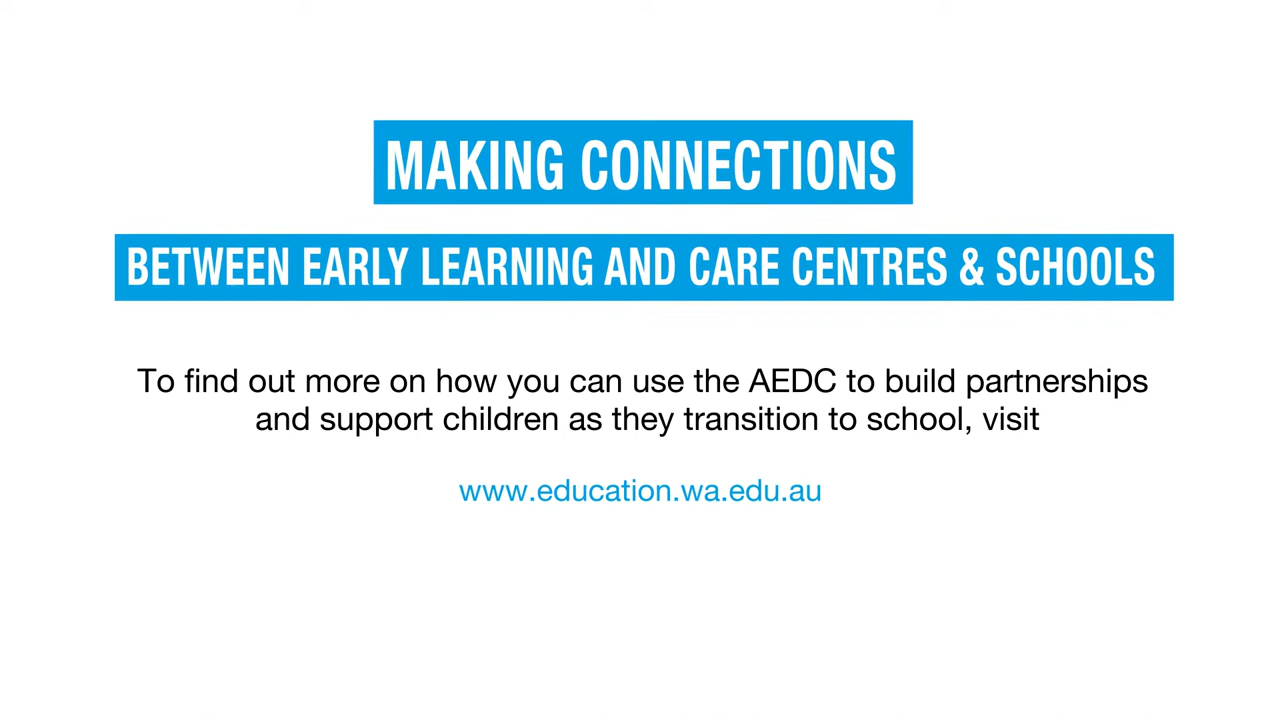 MAKING CONNECTIONS
BETWEEN EARLY LEARNING AND CARE CENTRES & SCHOOLS
To find out more on how you can use the AEDC to build partnerships
and support children as they transition to school, visit
www.education.wa.edu.au